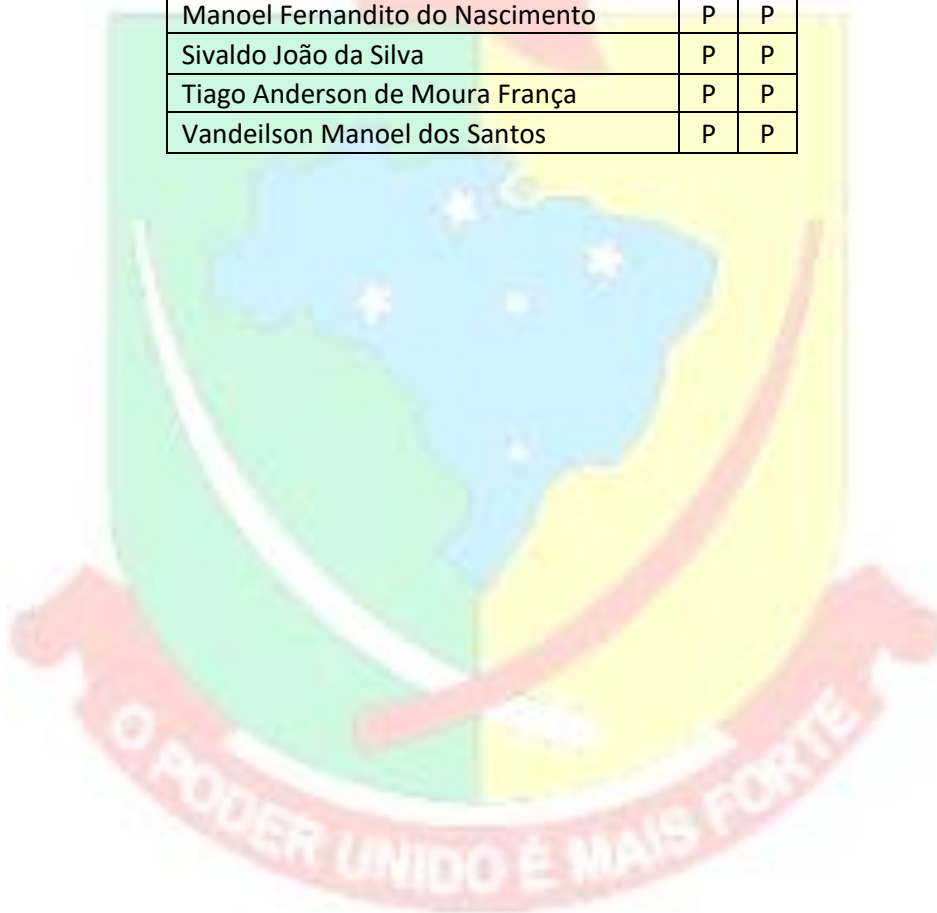 Manoel Fernandito do Nascimento P P
Sivaldo João da Silva P P
Tiago Anderson de Moura França P P
Vandeilson Manoel dos Santos P P
O PODER UNIDO É MAIS FORTE